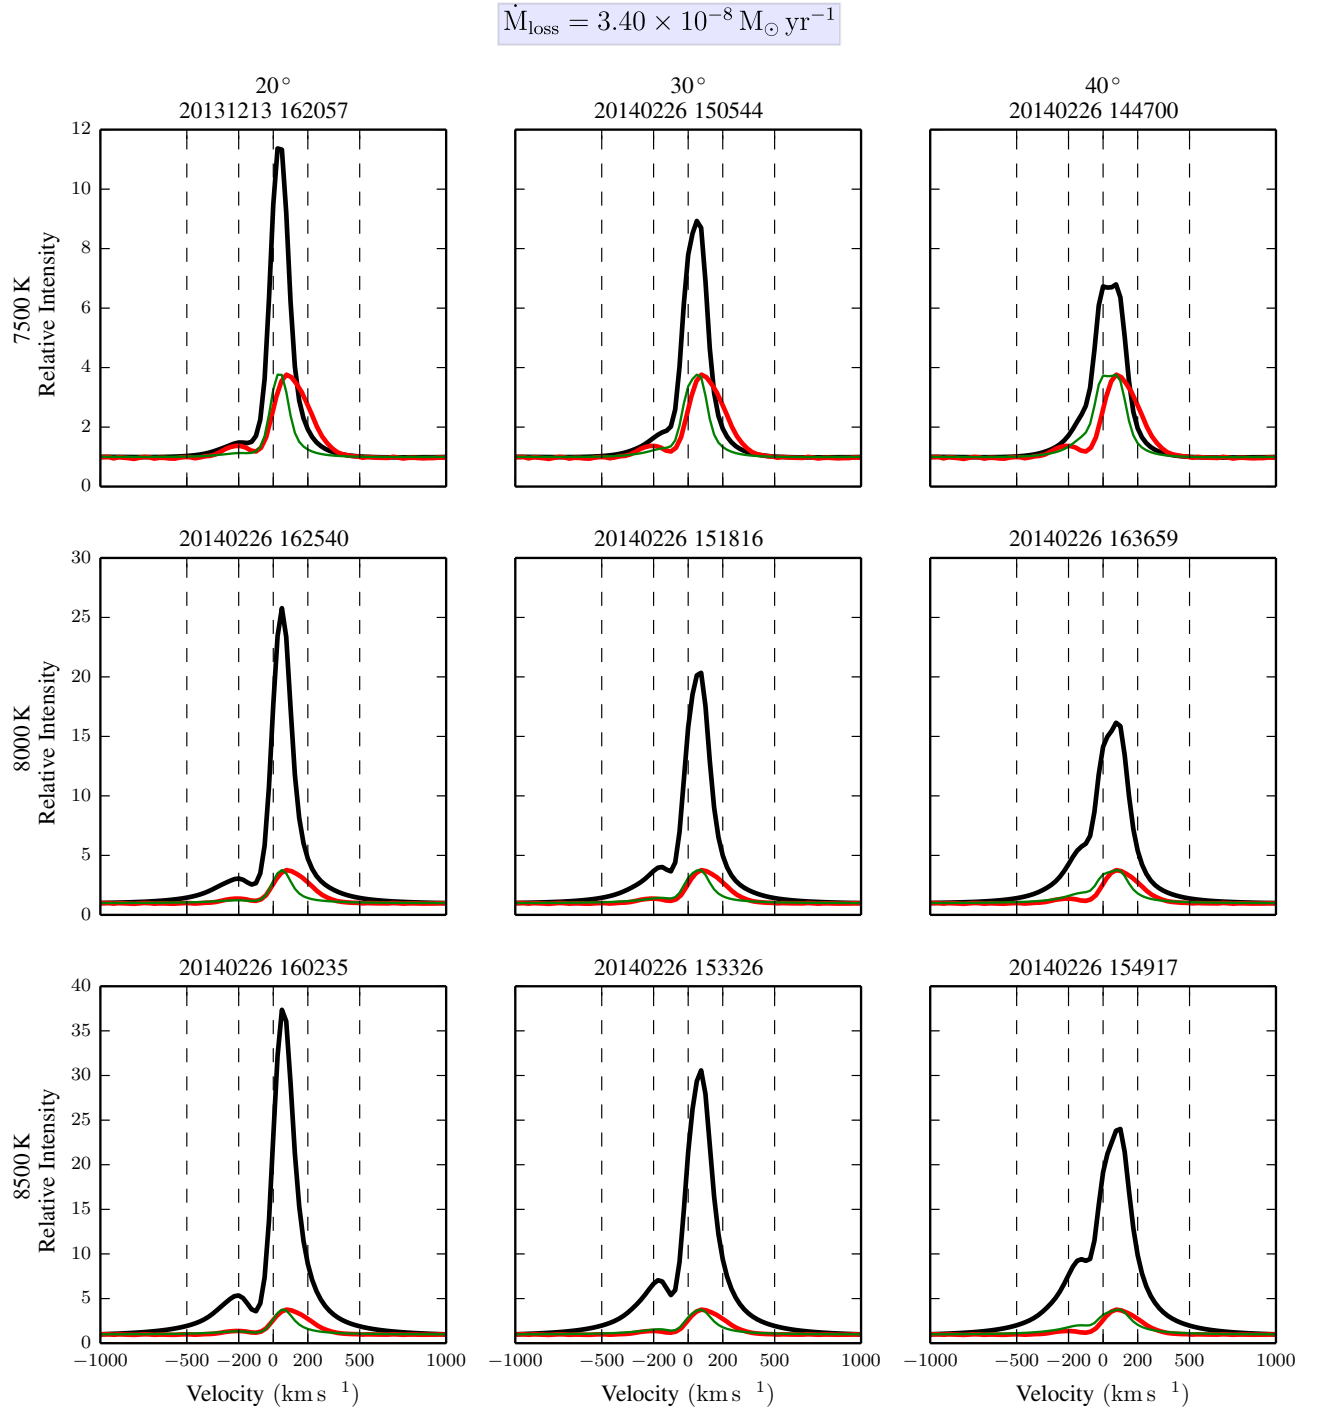 Ṁloss = 3.40 × 10⁻⁸ M⊙ yr⁻¹
20° 30° 40°
20131213 162057 20140226 150544 20140226 144700
12
10
8
6
4
2
0
7500 K
Relative Intensity
20140226 162540 20140226 151816 20140226 163659
30
25
20
15
10
5
0
8000 K
Relative Intensity
20140226 160235 20140226 153326 20140226 154917
40
35
30
25
20
15
10
5
0
8500 K
Relative Intensity
−1000 −500 −200 0 200 500 1000 −500 −200 0 200 500 1000 −1000 −500 −200 0 200 500 1000
Velocity (km s 1) Velocity (km s 1) Velocity (km s 1)